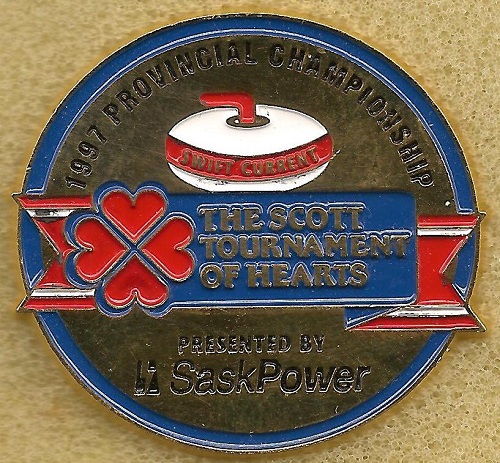 1997 PROVINCIAL CHAMPIONSHIP
SWIFT CURRENT
THE SCOTT
TOURNAMENT
OF HEARTS
PRESENTED BY
SaskPower